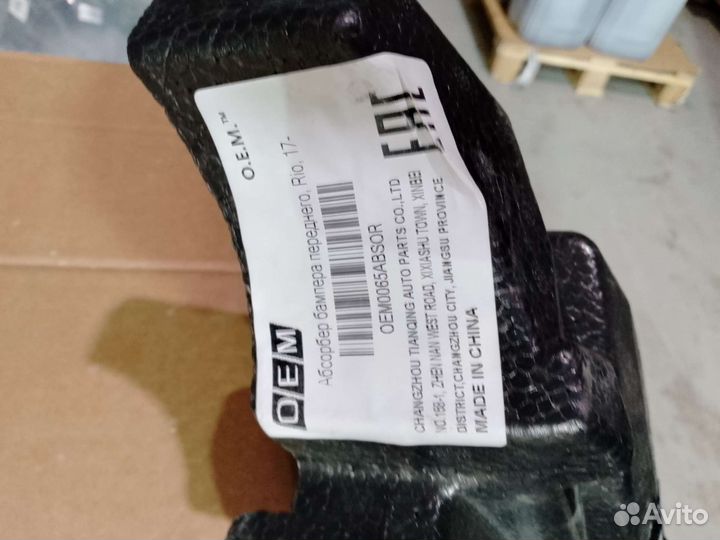 OEM
O.E.M.™
Абсорбер бампера переднего, Rio, 17-
OEM0065ABSOR
EAC
CHANGZHOU TIANQING AUTO PARTS CO.,LTD
NO.158-1, ZHEN NAN WEST ROAD, XIXIASHU TOWN, XINBEI
DISTRICT,CHANGZHOU CITY, JIANGSU PROVINCE
MADE IN CHINA
Avito